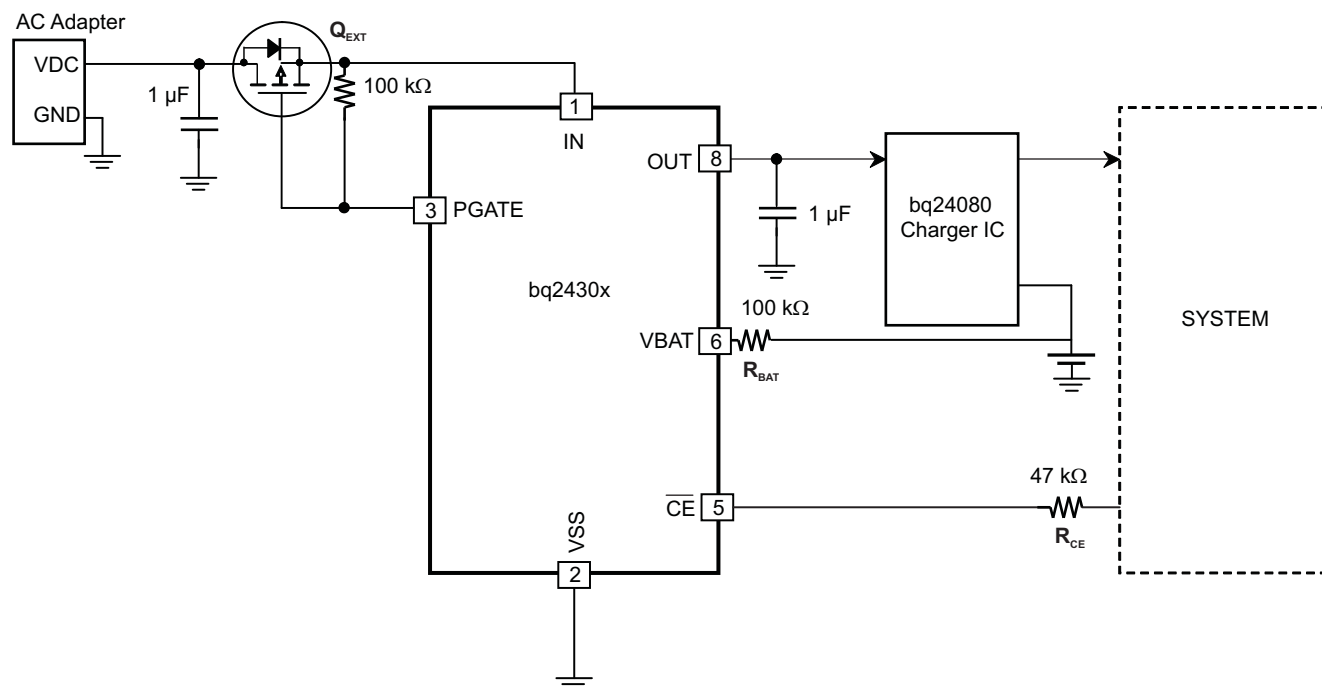 AC Adapter
VDC
GND
1 µF
Q_EXT
100 kΩ
1
IN
3
PGATE
OUT
8
1 µF
bq24080
Charger IC
bq2430x
VBAT
6
100 kΩ
R_BAT
SYSTEM
C̅E̅
5
47 kΩ
R_CE
VSS
2